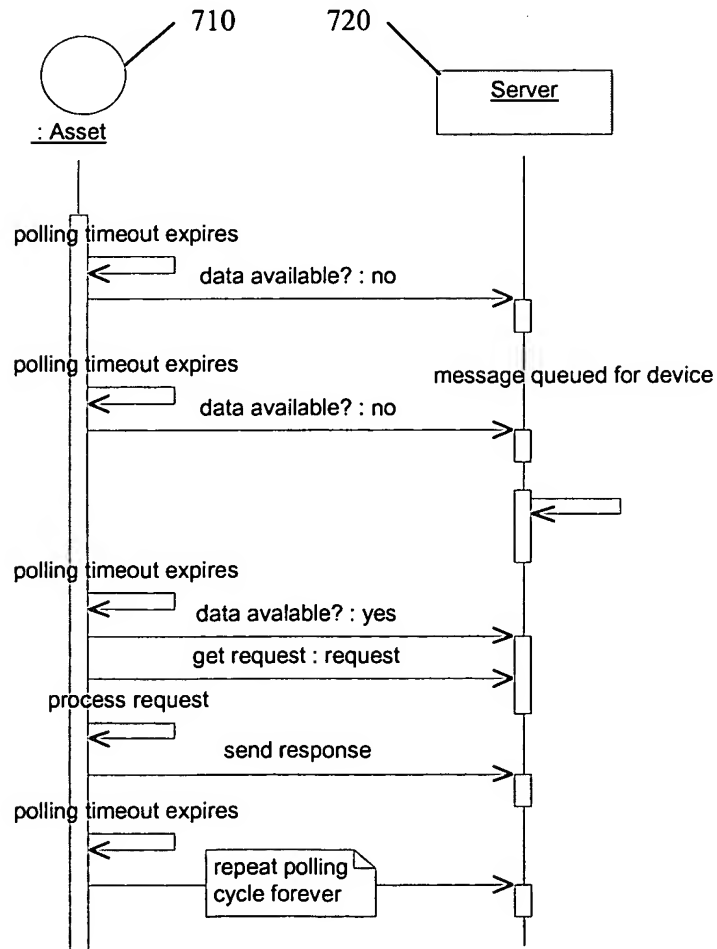 710
720
: Asset
Server
polling timeout expires
data available? : no
polling timeout expires
message queued for device
data available? : no
polling timeout expires
data avalable? : yes
get request : request
process request
send response
polling timeout expires
repeat polling
cycle forever